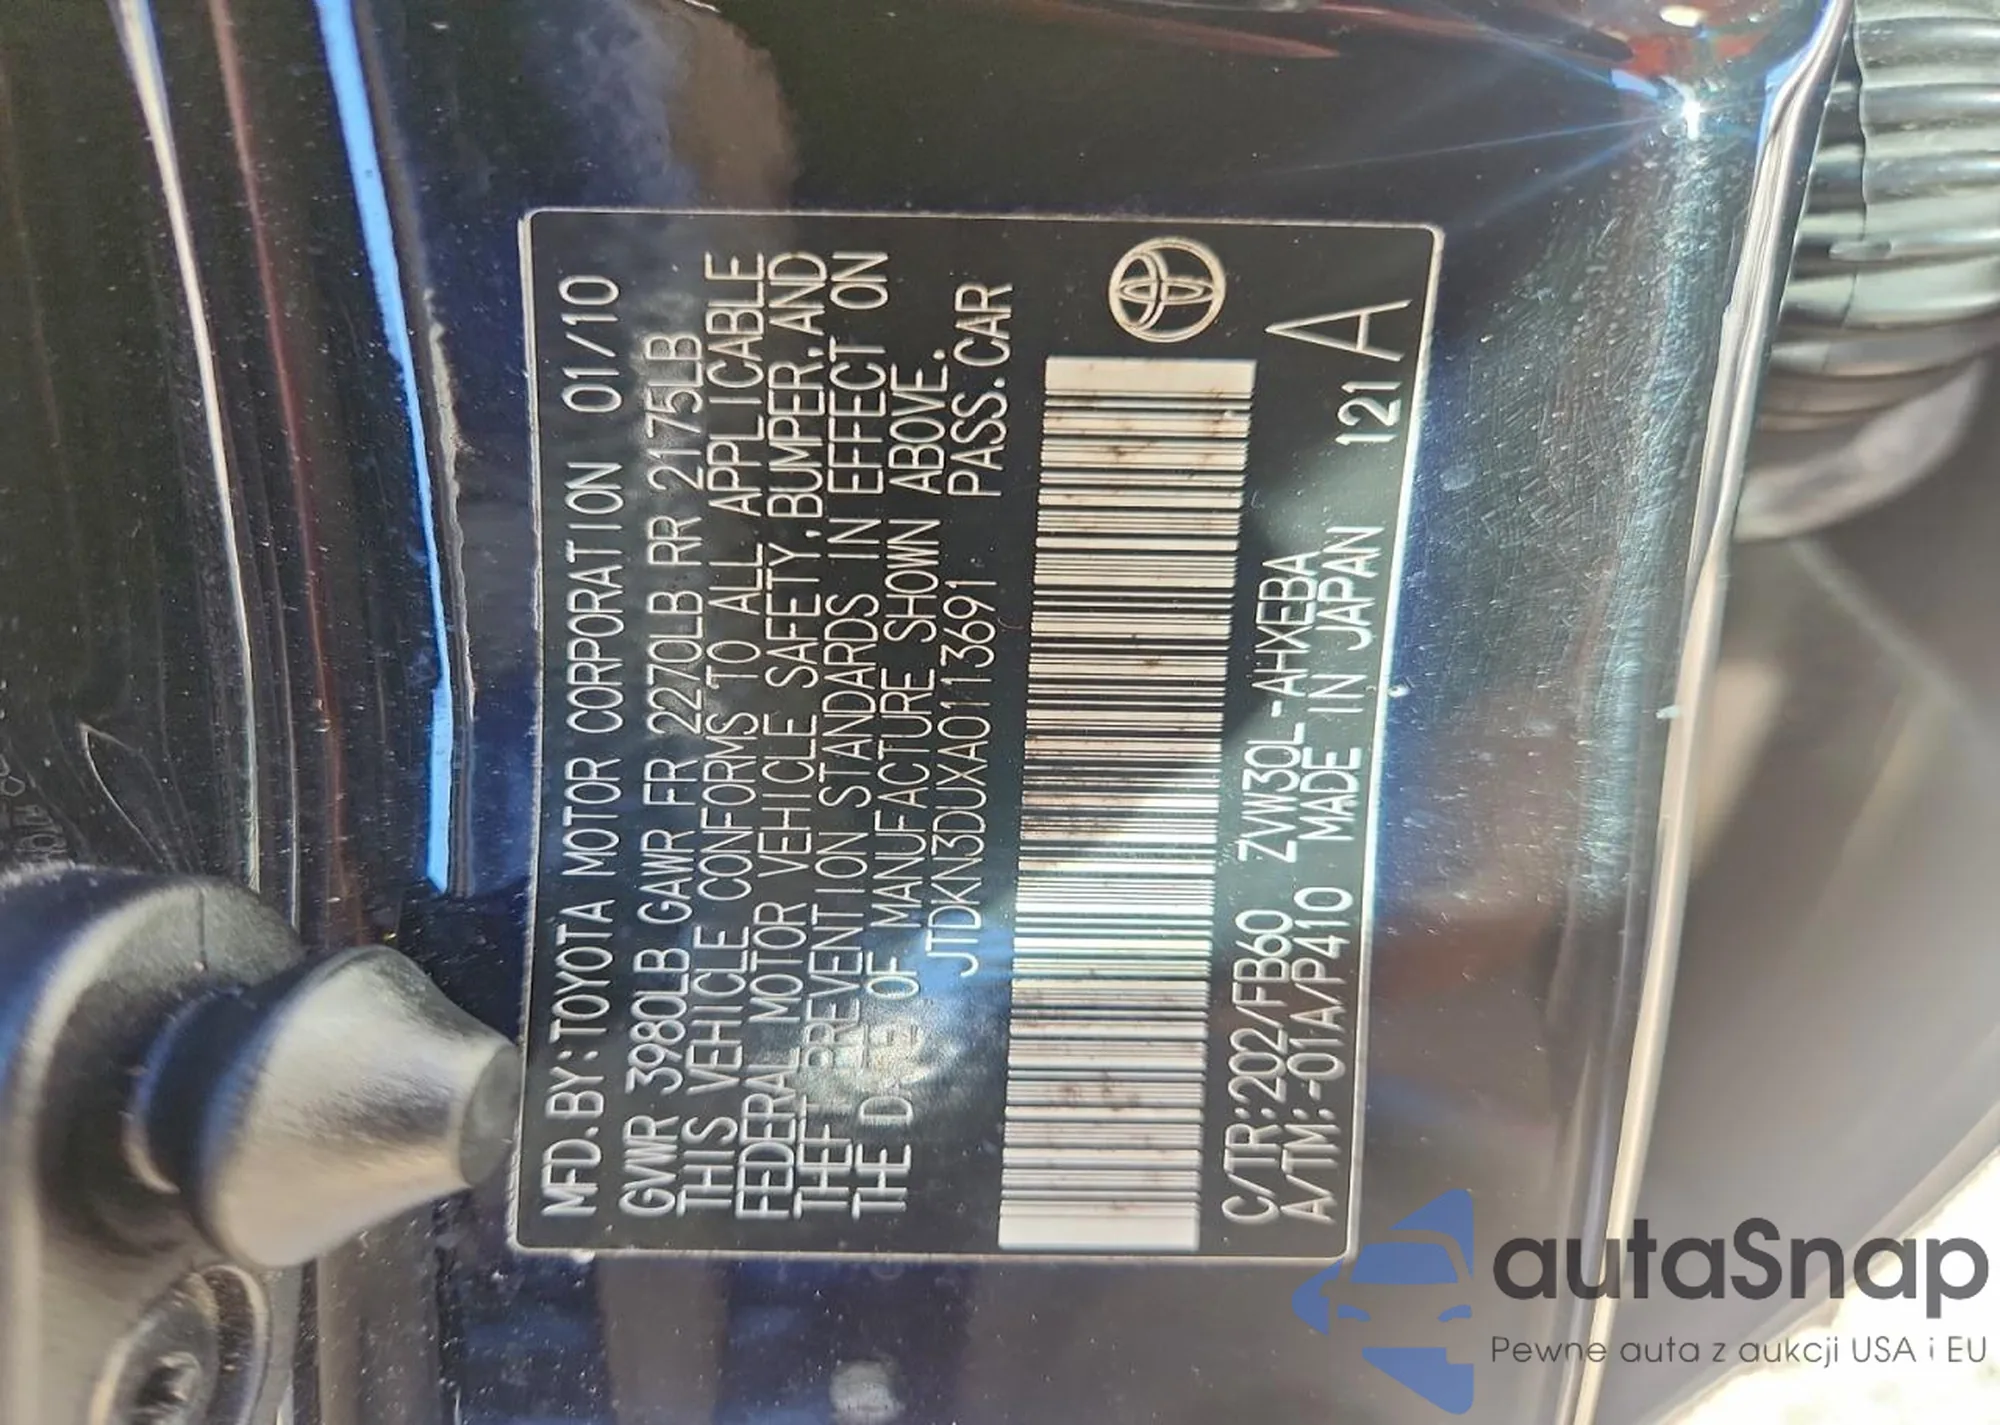 MFD.BY:TOYOTA MOTOR CORPORATION 01/10
GVWR 3980LB GAWR FR 2270LB RR 2175LB
THIS VEHICLE CONFORMS TO ALL APPLICABLE
FEDERAL MOTOR VEHICLE SAFETY,BUMPER,AND
THEFT PREVENTION STANDARDS IN EFFECT ON
THE DATE OF MANUFACTURE SHOWN ABOVE.
JTDKN3DUXA0113691 PASS.CAR
C/TR:202/FB60 ZVW30L-AHXEBA
A/TM:-01A/P410 MADE IN JAPAN 121 A
autaSnap
Pewne auta z aukcji USA i EU